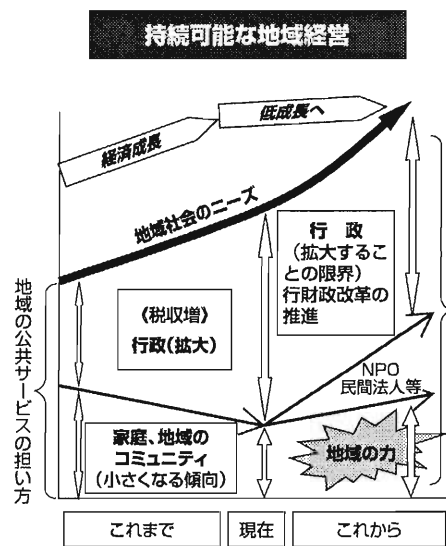 持続可能な地域経営
経済成長
低成長へ
地域社会のニーズ
行 政
(拡大するこ
との限界)
行財政改革の
推進
《税収増》
行政(拡大)
地域の公共サービスの担い方
NPO
民間法人等
家庭、地域の
コミュニティ
(小さくなる傾向)
地域の力
これまで
現在
これから